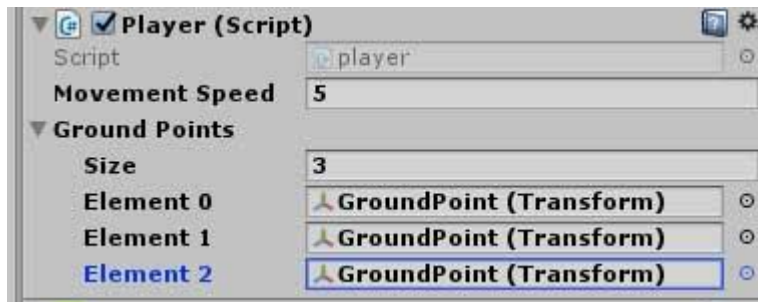 Player (Script)
Script player
Movement Speed 5
Ground Points
Size 3
Element 0 GroundPoint (Transform)
Element 1 GroundPoint (Transform)
Element 2 GroundPoint (Transform)